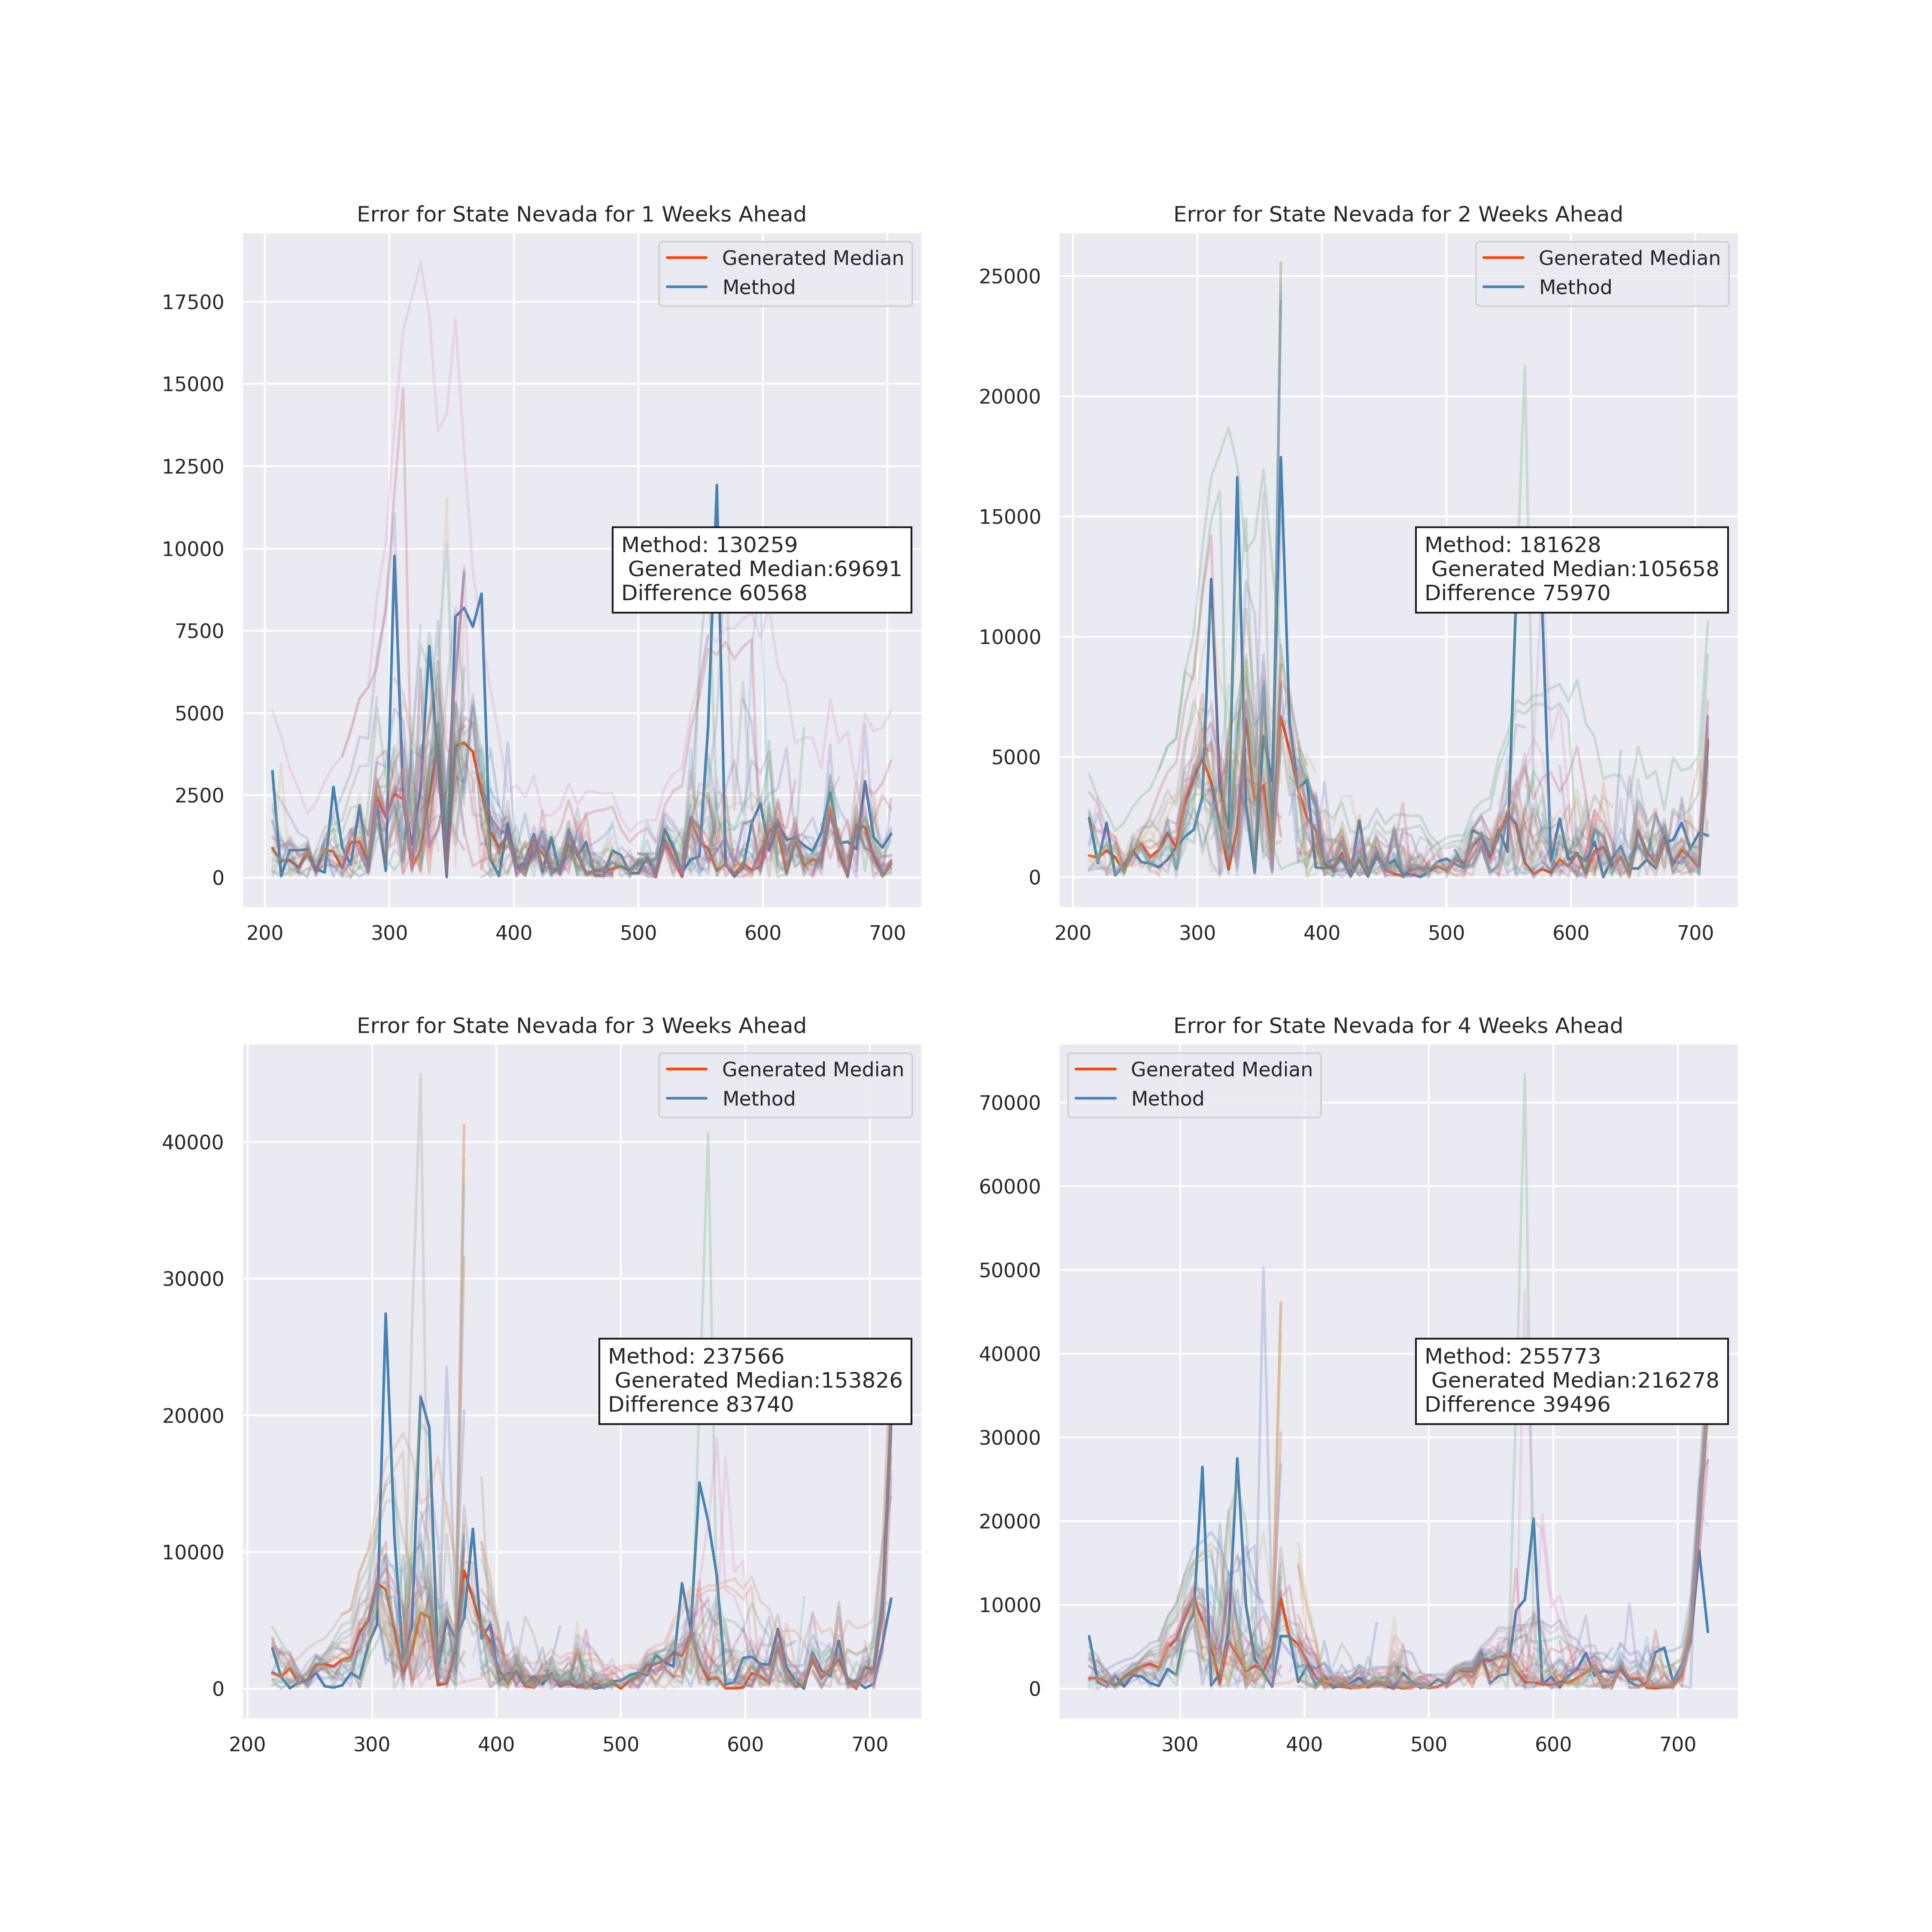 Error for State Nevada for 1 Weeks Ahead
Generated Median
Method
17500
15000
12500
10000
7500
5000
2500
0
Method: 130259
Generated Median:69691
Difference 60568
200 300 400 500 600 700
Error for State Nevada for 2 Weeks Ahead
Generated Median
Method
25000
20000
15000
10000
5000
0
Method: 181628
Generated Median:105658
Difference 75970
200 300 400 500 600 700
Error for State Nevada for 3 Weeks Ahead
Generated Median
Method
40000
30000
20000
10000
0
Method: 237566
Generated Median:153826
Difference 83740
200 300 400 500 600 700
Error for State Nevada for 4 Weeks Ahead
Generated Median
Method
70000
60000
50000
40000
30000
20000
10000
0
Method: 255773
Generated Median:216278
Difference 39496
300 400 500 600 700